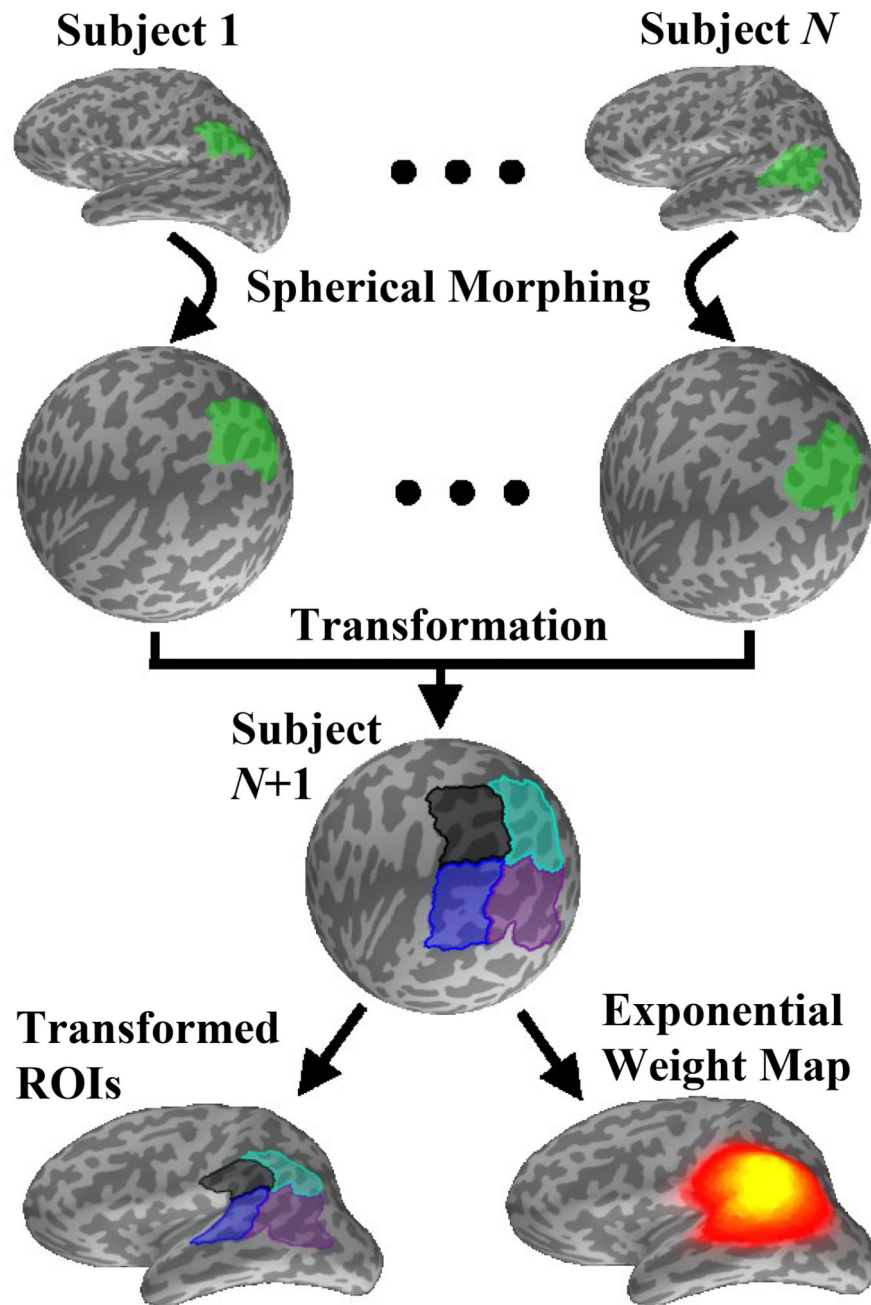 Subject 1
Subject N
Spherical Morphing
Transformation
Subject
N+1
Transformed
ROIs
Exponential
Weight Map